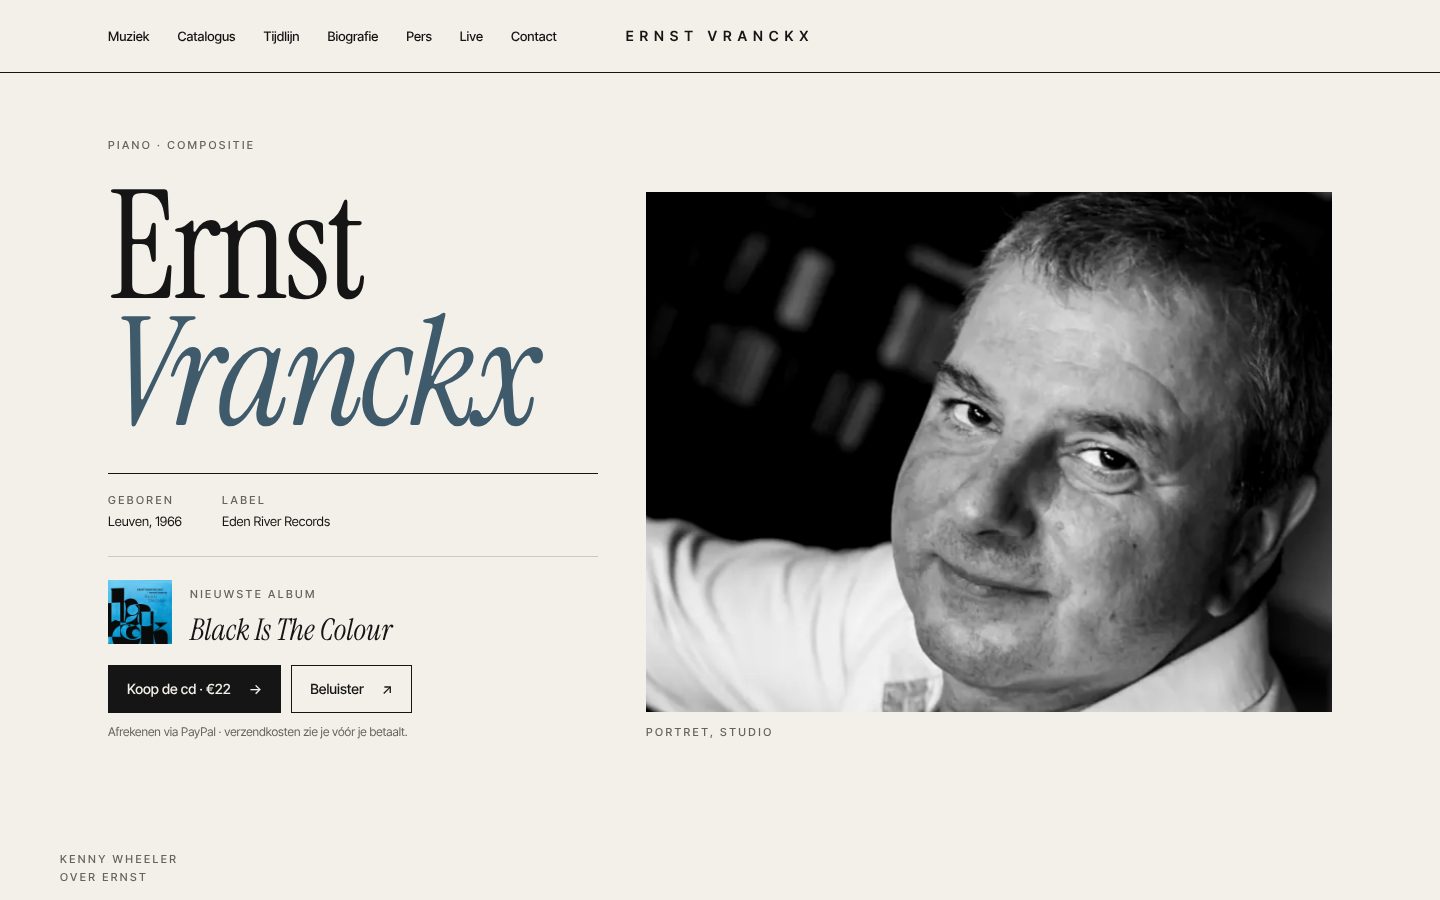 Muziek Catalogus Tijdlijn Biografie Pers Live Contact ERNST VRANCKX
PIANO · COMPOSITIE
Ernst
Vranckx
GEBOREN LABEL
Leuven, 1966 Eden River Records
NIEUWSTE ALBUM
Black Is The Colour
Koop de cd · €22 → Beluister ↗
Afrekenen via PayPal · verzendkosten zie je vóór je betaalt.
PORTRET, STUDIO
KENNY WHEELER
OVER ERNST